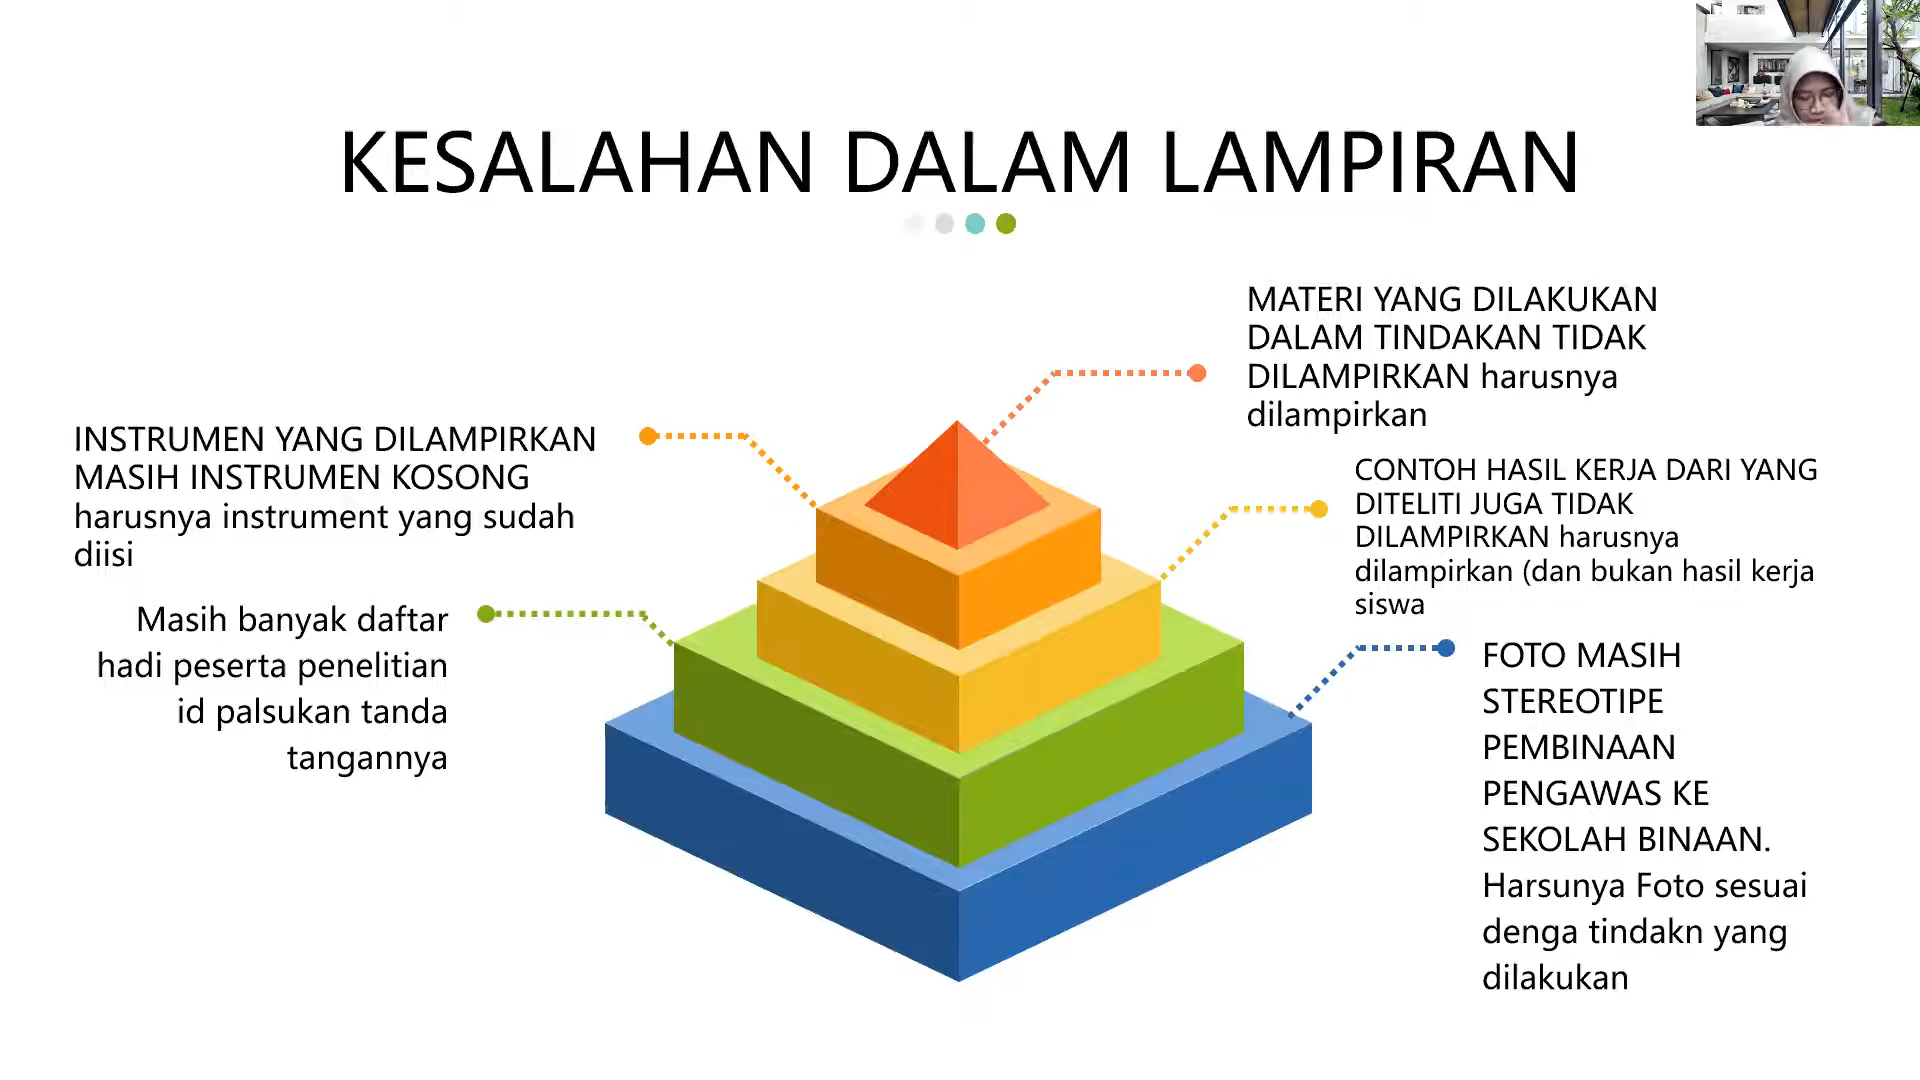 KESALAHAN DALAM LAMPIRAN
MATERI YANG DILAKUKAN
DALAM TINDAKAN TIDAK
DILAMPIRKAN harusnya
dilampirkan
INSTRUMEN YANG DILAMPIRKAN
MASIH INSTRUMEN KOSONG
harusnya instrument yang sudah
diisi
CONTOH HASIL KERJA DARI YANG
DITELITI JUGA TIDAK
DILAMPIRKAN harusnya
dilampirkan (dan bukan hasil kerja
siswa
Masih banyak daftar
hadi peserta penelitian
id palsukan tanda
tangannya
FOTO MASIH
STEREOTIPE
PEMBINAAN
PENGAWAS KE
SEKOLAH BINAAN.
Harsunya Foto sesuai
denga tindakn yang
dilakukan